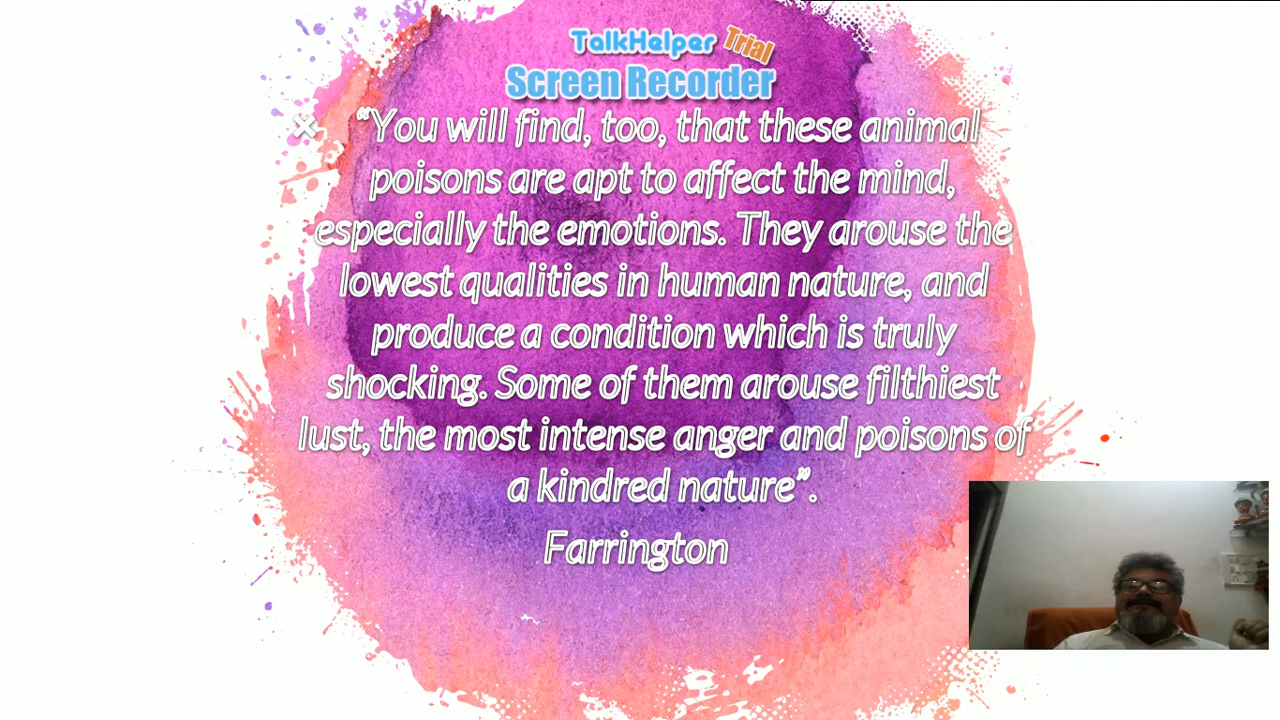 TalkHelper Trial
Screen Recorder
“You will find, too, that these animal
poisons are apt to affect the mind,
especially the emotions. They arouse the
lowest qualities in human nature, and
produce a condition which is truly
shocking. Some of them arouse filthiest
lust, the most intense anger and poisons of
a kindred nature”.
Farrington